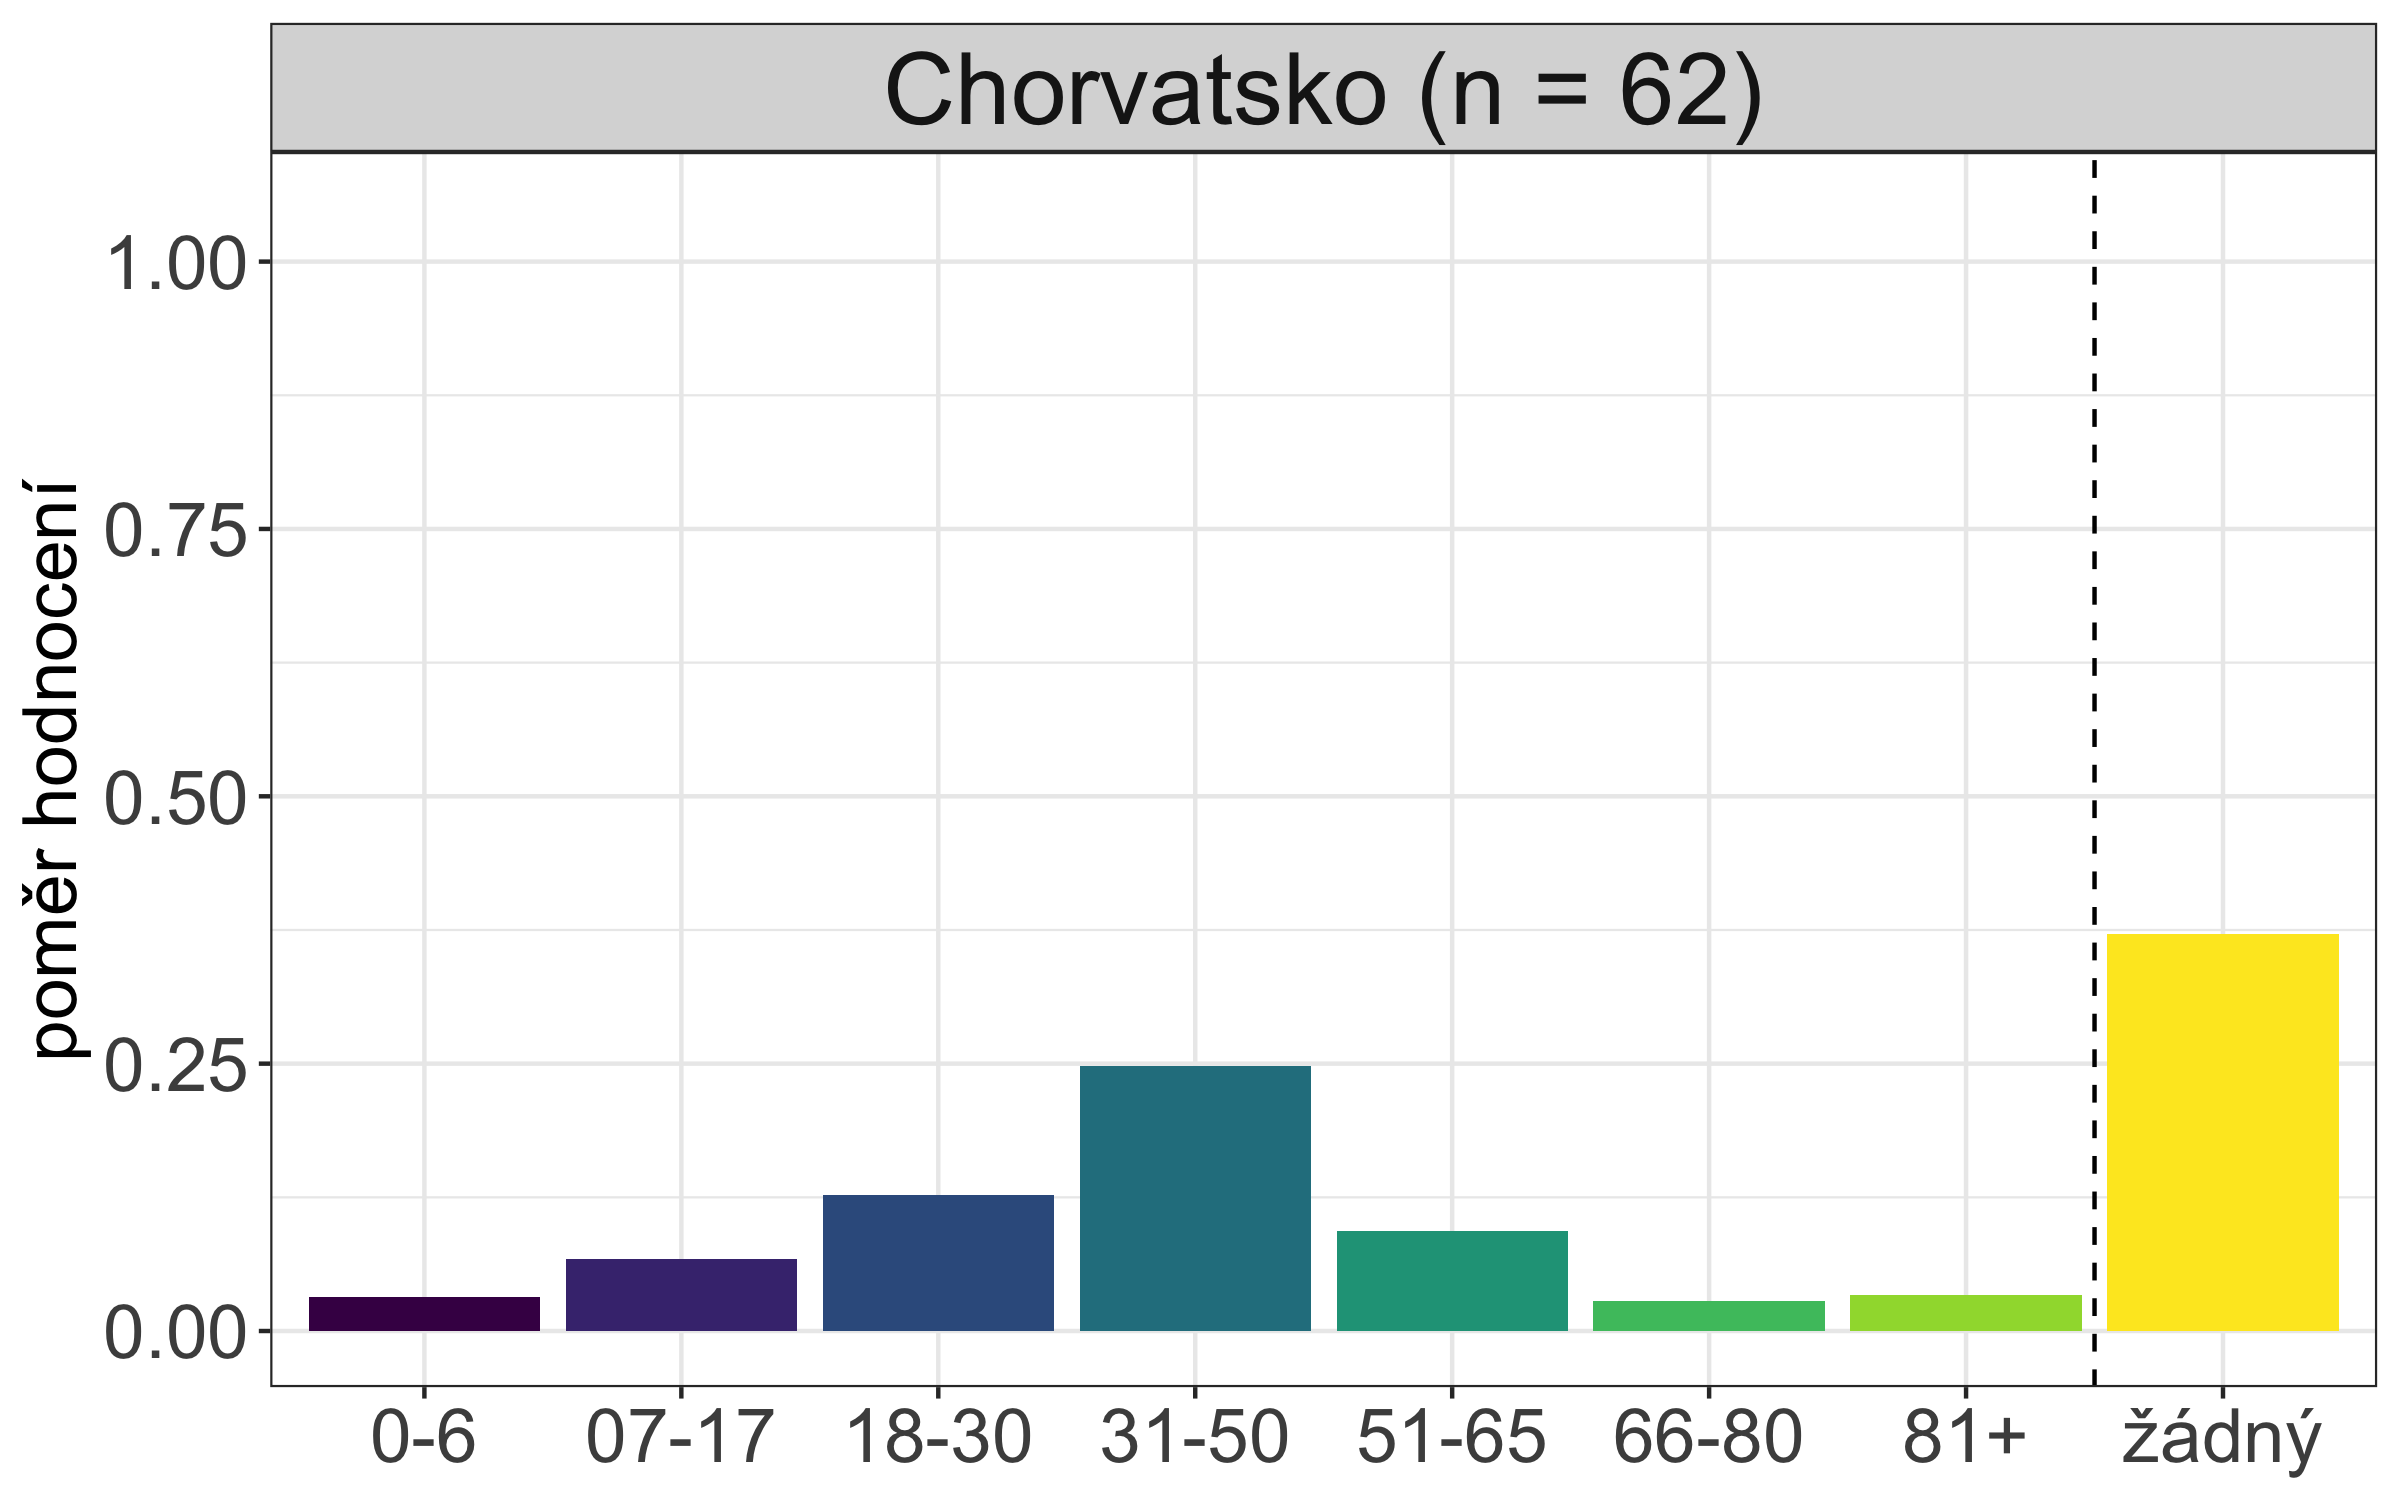 Chorvatsko (n = 62)
poměr hodnocení
1.00
0.75
0.50
0.25
0.00
0-6 07-17 18-30 31-50 51-65 66-80 81+ žádný